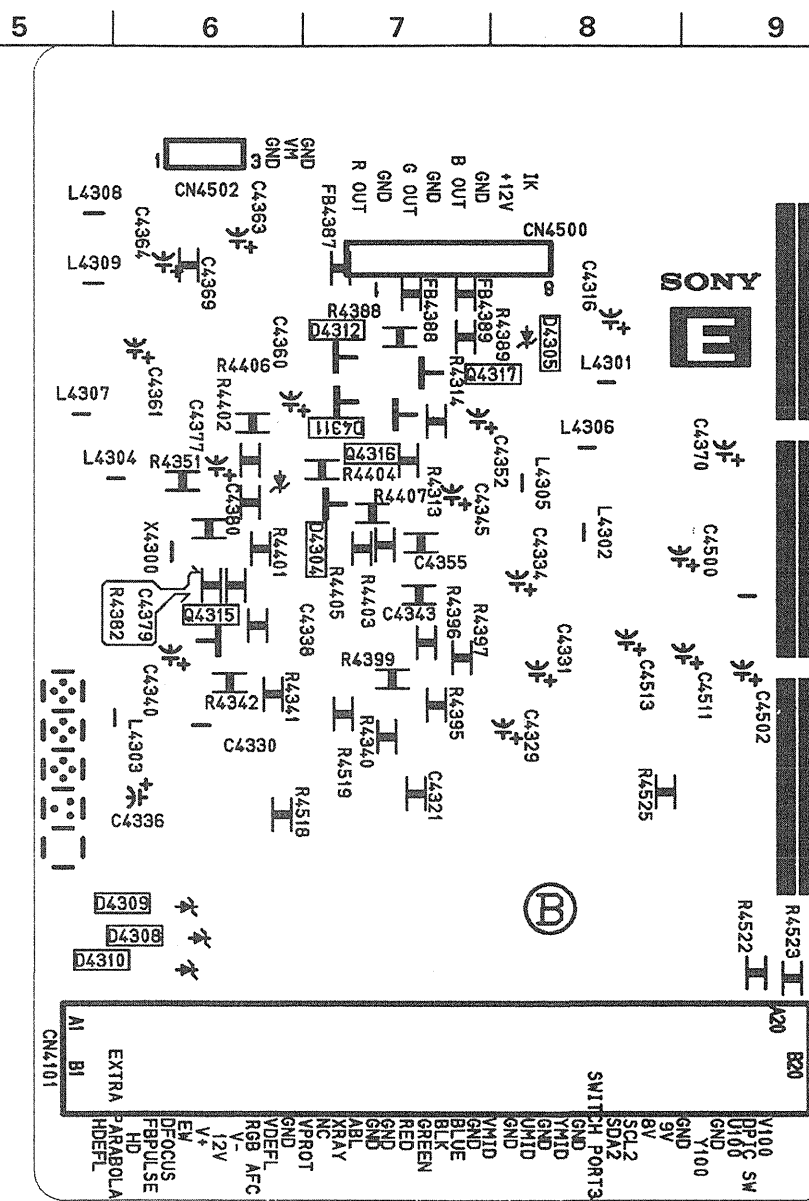 5
6
7
8
9
1
3
GND
VM
GND
CN4502
R OUT
GND
G OUT
GND
B OUT
GND
+12V
IK
CN4500
1
8
L4308
C4363
FB4387
C4364
L4309
C4369
FB4388
FB4389
C4316
SONY
E
R4388
D4312
R4389
D4305
C4360
R4406
Q4317
R4314
L4301
C4361
L4307
R4402
D4311
L4306
C4377
Q4316
C4352
C4370
L4304
R4351
R4404
L4305
C4380
R4407
R4313
C4345
L4302
X4300
R4401
D4304
C4355
C4334
C4500
R4382
C4379
Q4315
R4405
R4403
C4343
R4396
R4397
C4338
C4331
R4399
C4340
R4342
R4341
C4513
C4511
C4502
L4303
C4330
R4395
C4329
R4519
R4340
C4336
R4518
C4321
R4525
B
D4309
D4308
D4310
R4522
R4523
CN4101
A1
B1
A20
B20
HDEFL
EXTRA PARABOLA
HD
FBPULSE
DFOCUS
EW
V+
12V
V-
RGB AFC
VDEFL
GND
VPROT
NC
XRAY
ABL
GND
GND
RED
GREEN
BLK
BLUE
GND
VMID
GND
UMID
GND
YMID
GND
SWITCH PORT3
SDA2
SCL2
8V
9V
GND
Y100
GND
U100
DPIC SW
V100